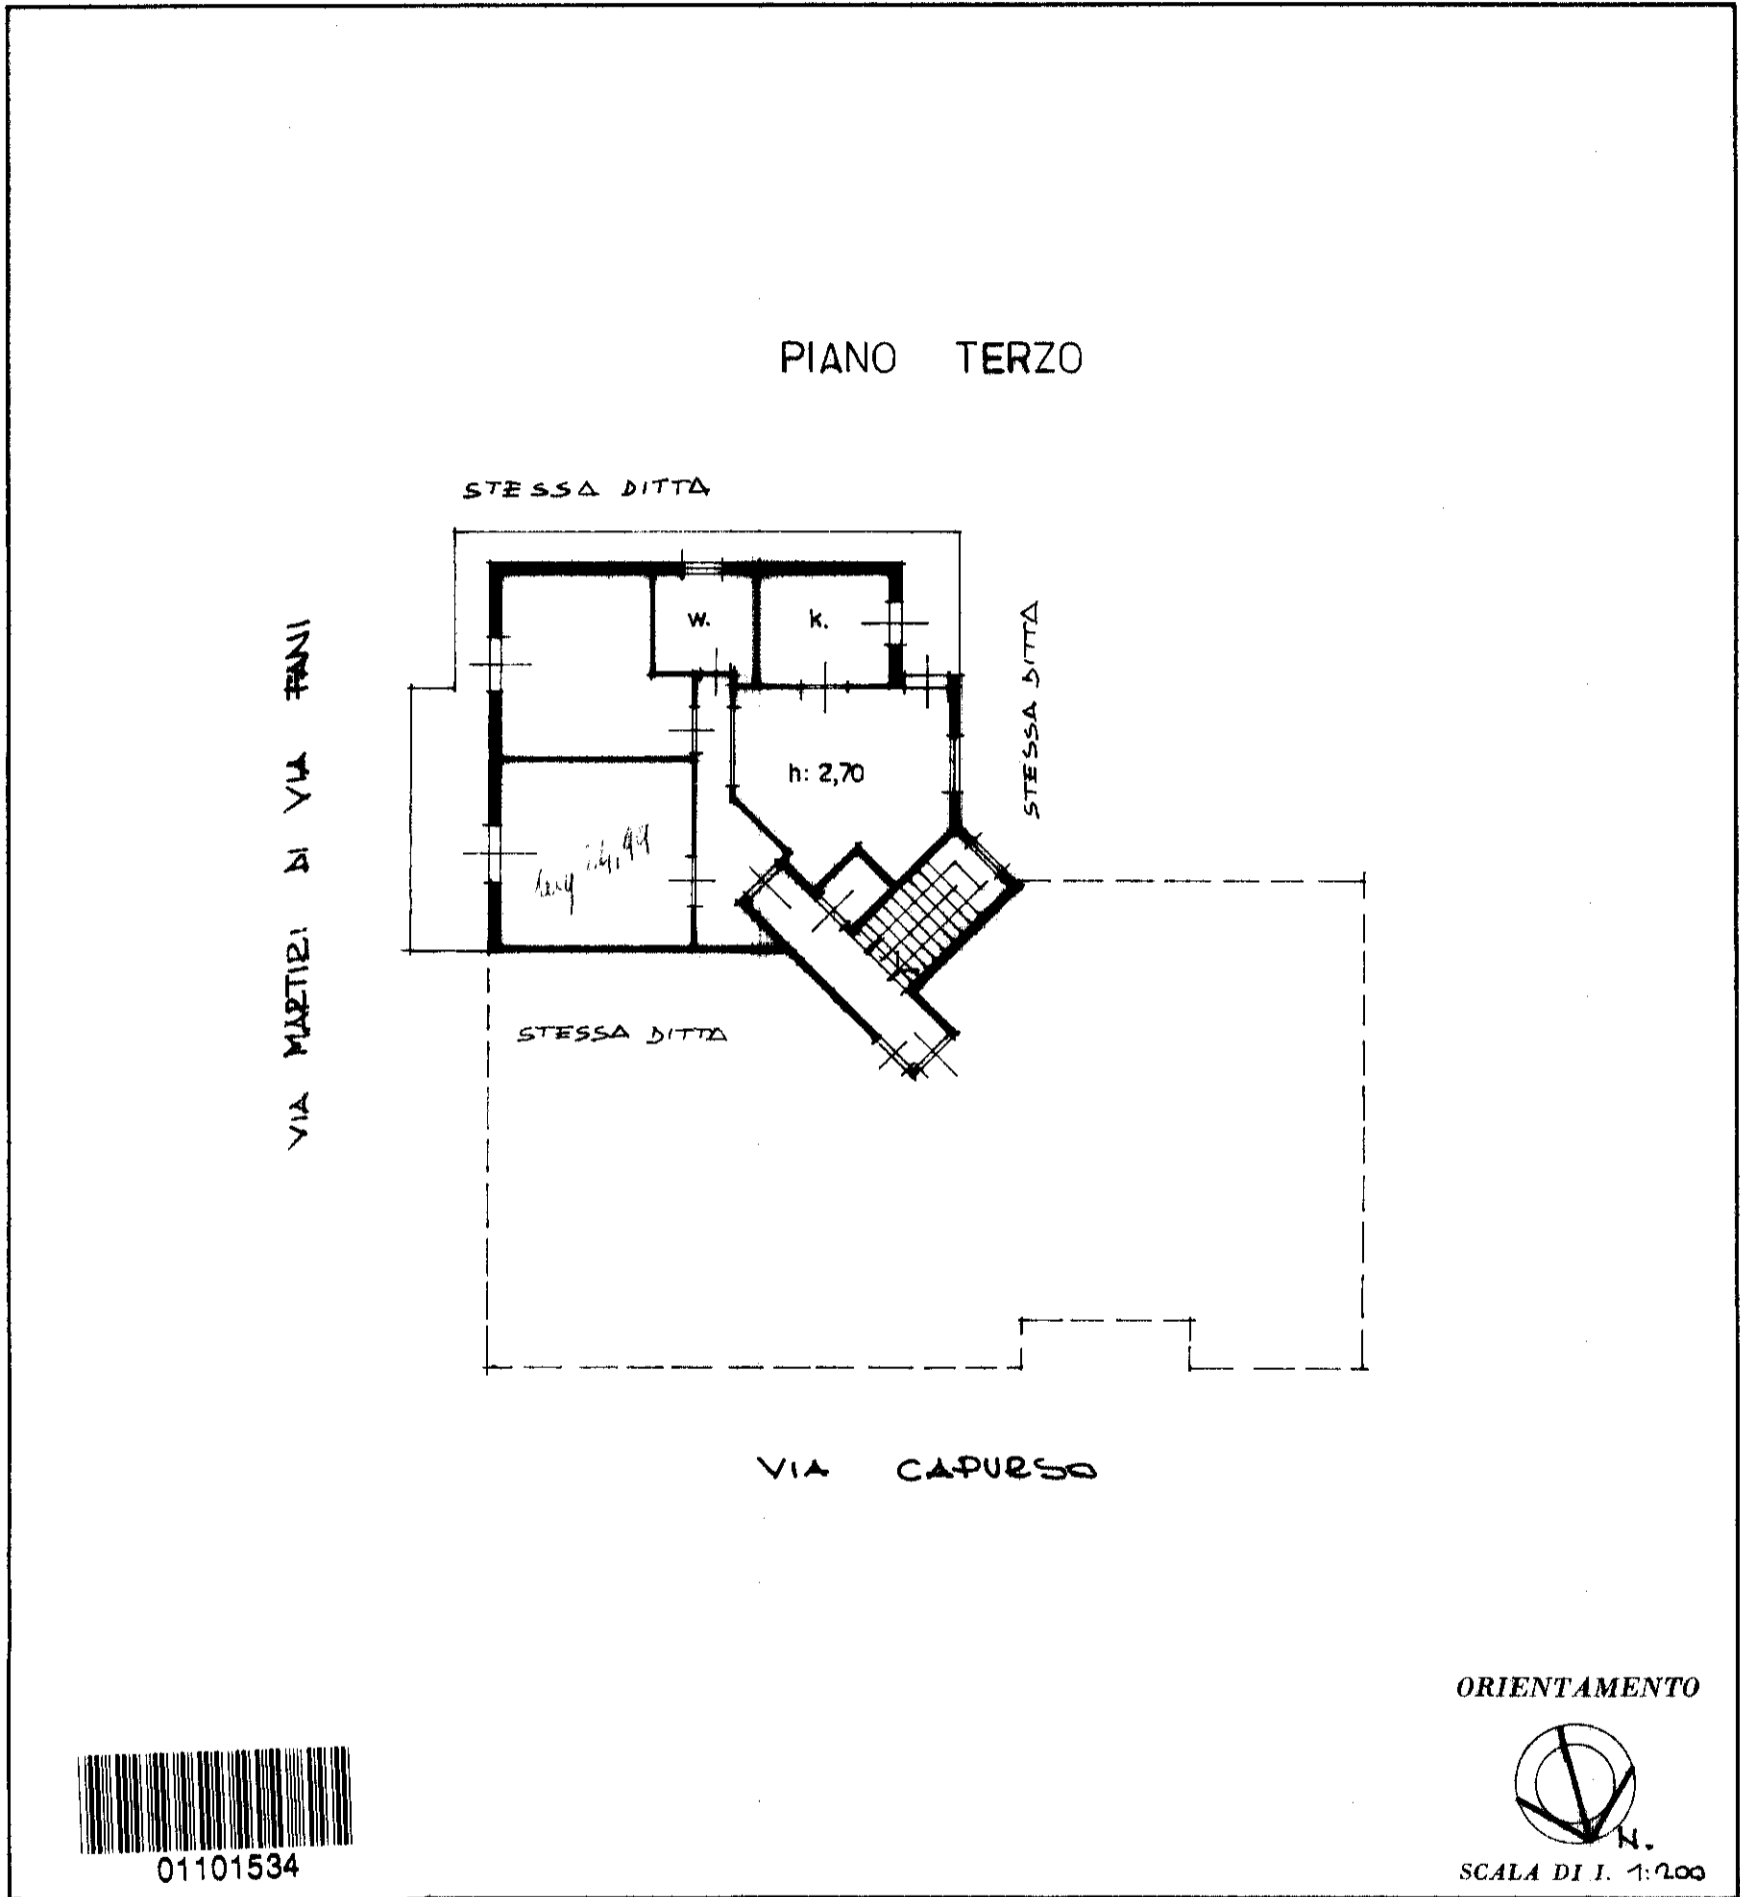 PIANO TERZO
STESSA DITTA
VIA MARTIRI DI VIA FANI
w.
k.
STESSA DITTA
h: 2,70
STESSA DITTA
VIA CAPURSO
ORIENTAMENTO
N.
SCALA DI I. 1:200
01101534